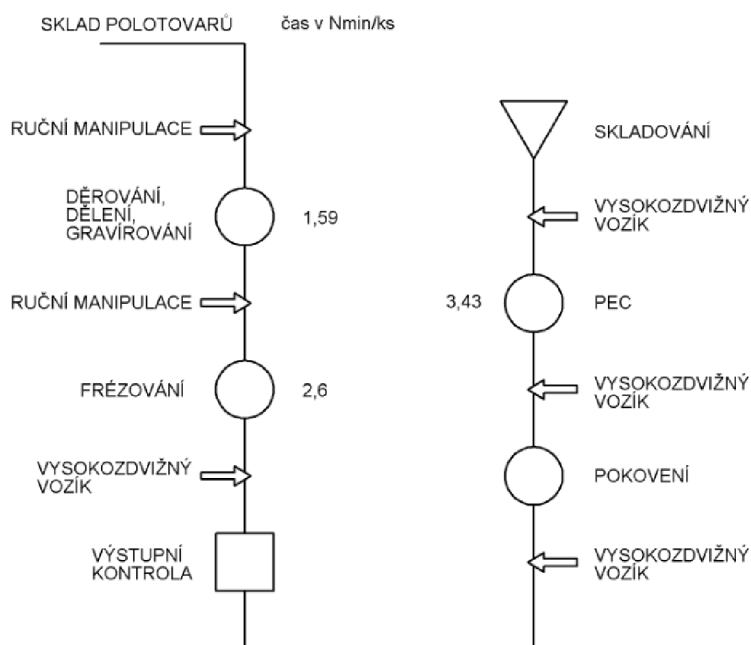 SKLAD POLOTOVARŮ
čas v Nmin/ks
RUČNÍ MANIPULACE
DĚROVÁNÍ,
DĚLENÍ,
GRAVÍROVÁNÍ
1,59
RUČNÍ MANIPULACE
FRÉZOVÁNÍ
2,6
VYSOKOZDVIŽNÝ
VOZÍK
VÝSTUPNÍ
KONTROLA
SKLADOVÁNÍ
VYSOKOZDVIŽNÝ
VOZÍK
3,43
PEC
VYSOKOZDVIŽNÝ
VOZÍK
POKOVENÍ
VYSOKOZDVIŽNÝ
VOZÍK